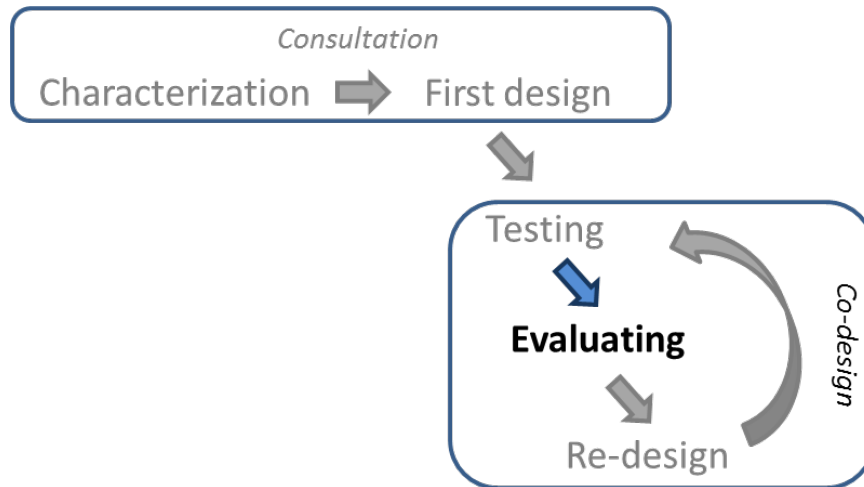 Consultation
Characterization First design
Testing
Evaluating
Co-design
Re-design